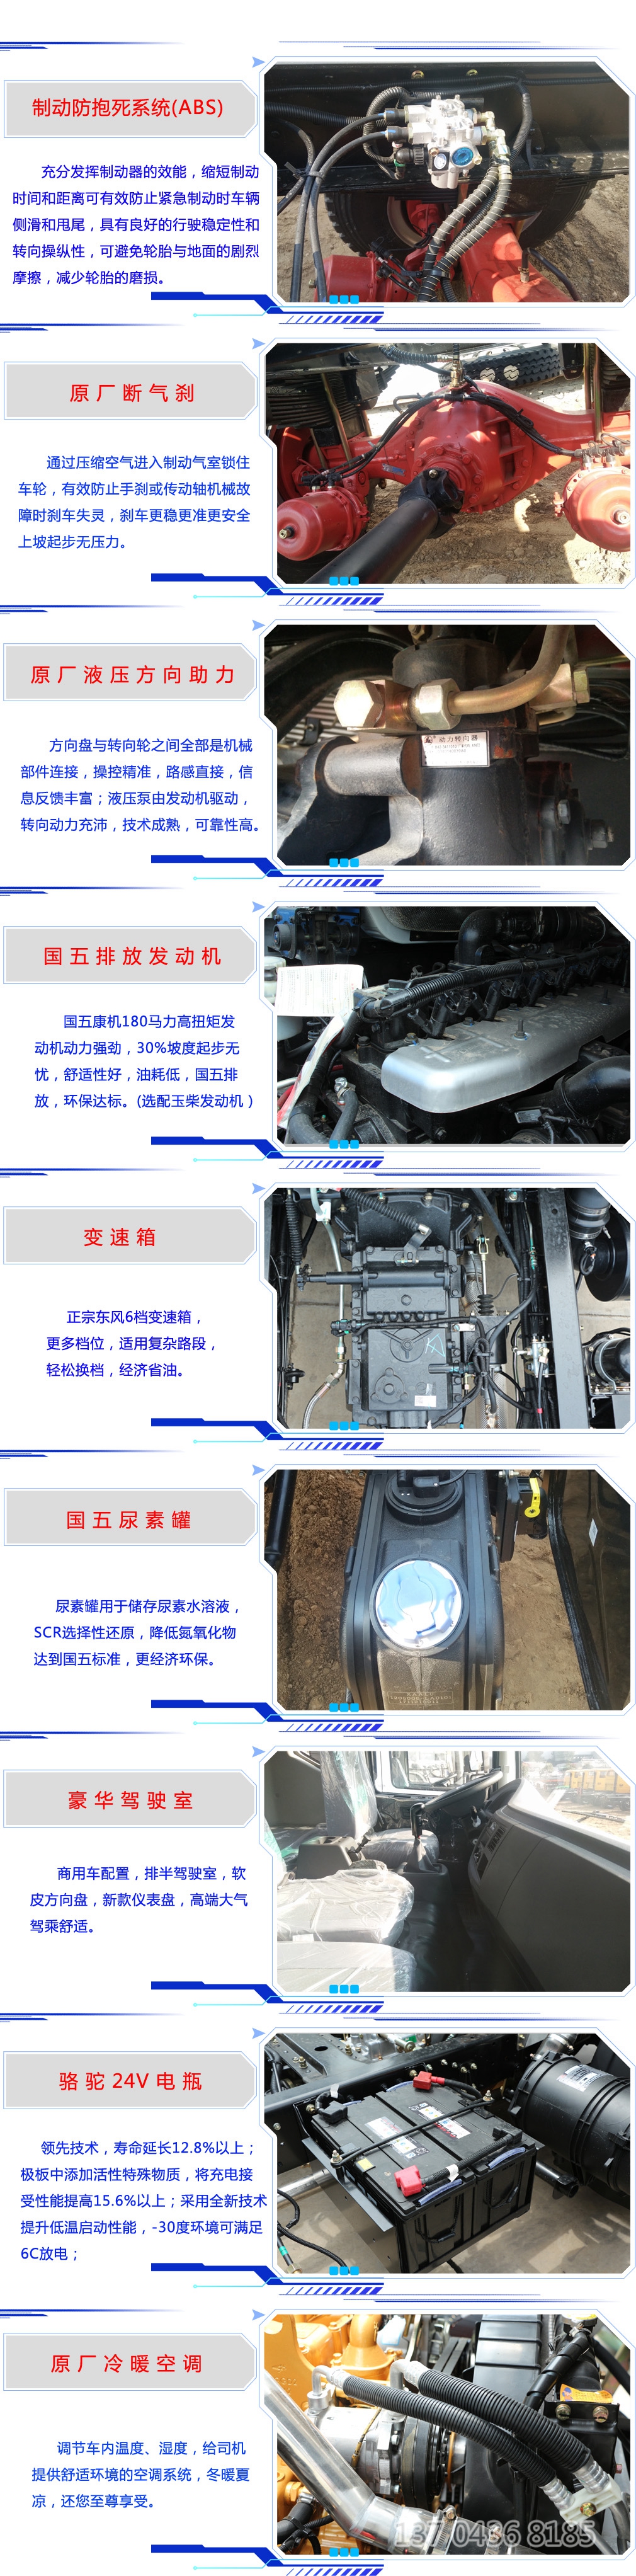 制动防抱死系统(ABS)
充分发挥制动器的效能，缩短制动
时间和距离可有效防止紧急制动时车辆
侧滑和甩尾，具有良好的行驶稳定性和
转向操纵性，可避免轮胎与地面的剧烈
摩擦，减少轮胎的磨损。
原厂断气刹
通过压缩空气进入制动气室锁住
车轮，有效防止手刹或传动轴机械故
障时刹车失灵，刹车更稳更准更安全
上坡起步无压力。
原厂液压方向助力
方向盘与转向轮之间全部是机械
部件连接，操控精准，路感直接，信
息反馈丰富；液压泵由发动机驱动，
转向动力充沛，技术成熟，可靠性高。
动力转向器
国五排放发动机
国五康机180马力高扭矩发
动机动力强劲，30%坡度起步无
忧，舒适性好，油耗低，国五排
放，环保达标。(选配玉柴发动机 )
变速箱
正宗东风6档变速箱，
更多档位，适用复杂路段，
轻松换档，经济省油。
国五尿素罐
尿素罐用于储存尿素水溶液，
SCR选择性还原，降低氮氧化物
达到国五标准，更经济环保。
豪华驾驶室
商用车配置，排半驾驶室，软
皮方向盘，新款仪表盘，高端大气
驾乘舒适。
骆驼24V电瓶
领先技术，寿命延长12.8%以上；
极板中添加活性特殊物质，将充电接
受性能提高15.6%以上；采用全新技术
提升低温启动性能，-30度环境可满足
6C放电；
原厂冷暖空调
调节车内温度、湿度，给司机
提供舒适环境的空调系统，冬暖夏
凉，还您至尊享受。